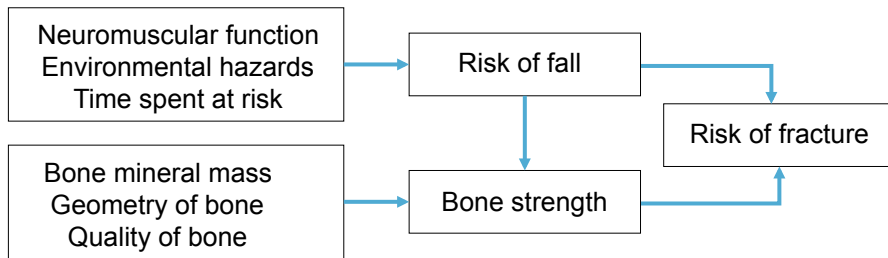 Neuromuscular function
Environmental hazards
Time spent at risk
Risk of fall
Risk of fracture
Bone mineral mass
Geometry of bone
Quality of bone
Bone strength